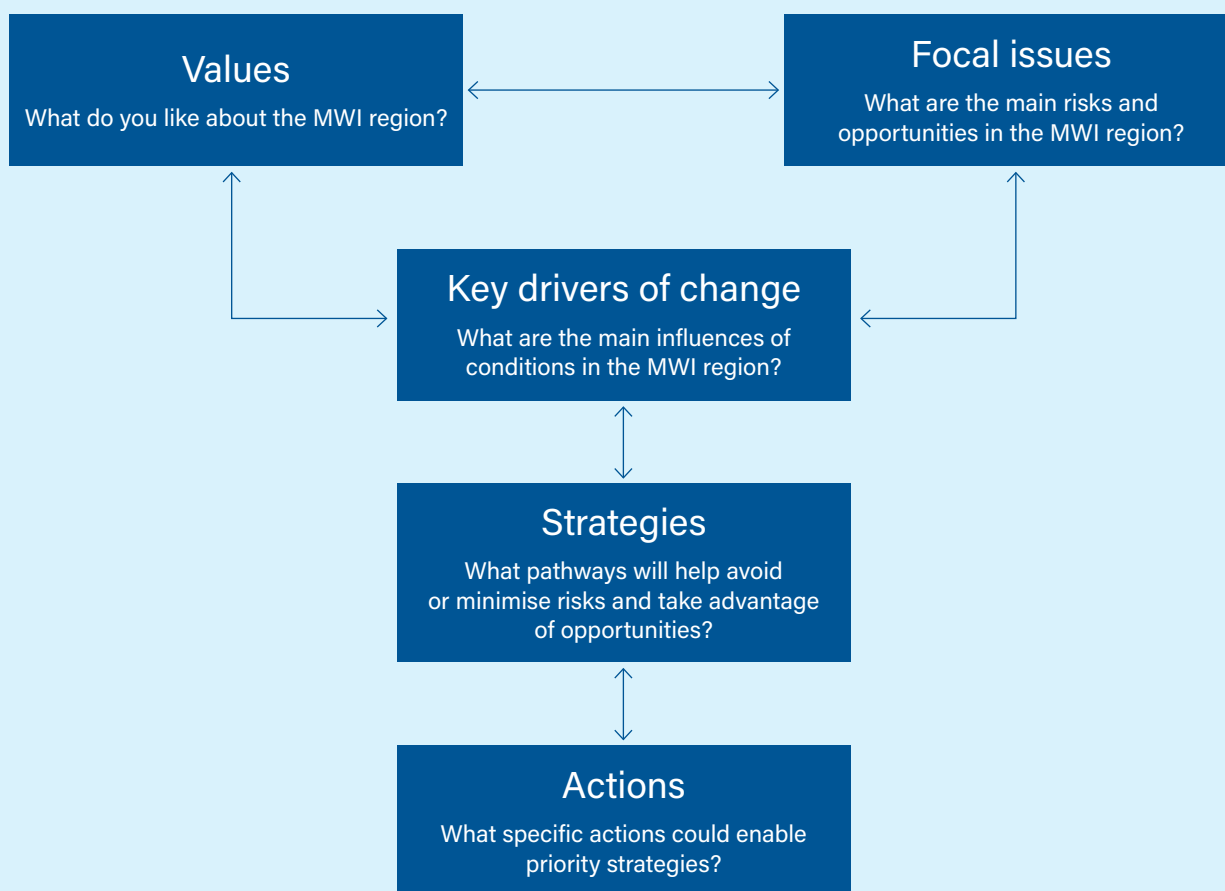 Values
What do you like about the MWI region?
Focal issues
What are the main risks and
opportunities in the MWI region?
Key drivers of change
What are the main influences of
conditions in the MWI region?
Strategies
What pathways will help avoid
or minimise risks and take advantage
of opportunities?
Actions
What specific actions could enable
priority strategies?